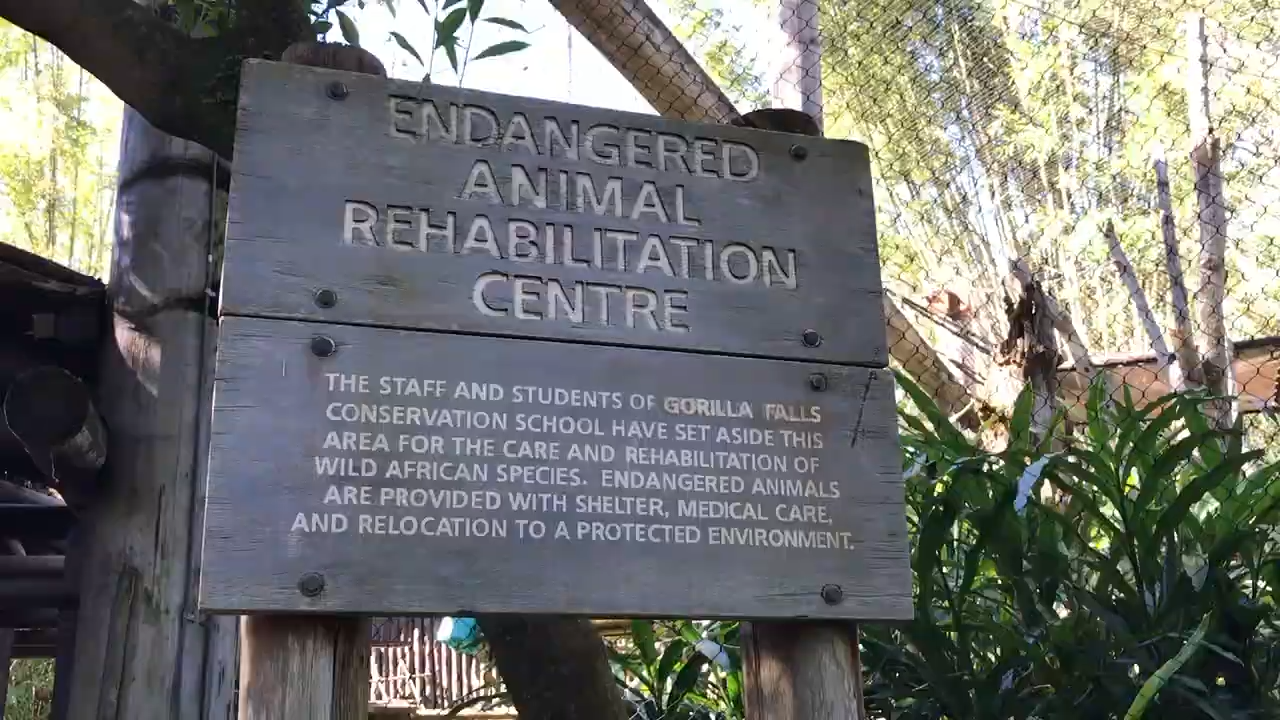 ENDANGERED
ANIMAL
REHABILITATION
CENTRE
THE STAFF AND STUDENTS OF GORILLA FALLS
CONSERVATION SCHOOL HAVE SET ASIDE THIS
AREA FOR THE CARE AND REHABILITATION OF
WILD AFRICAN SPECIES. ENDANGERED ANIMALS
ARE PROVIDED WITH SHELTER, MEDICAL CARE,
AND RELOCATION TO A PROTECTED ENVIRONMENT.